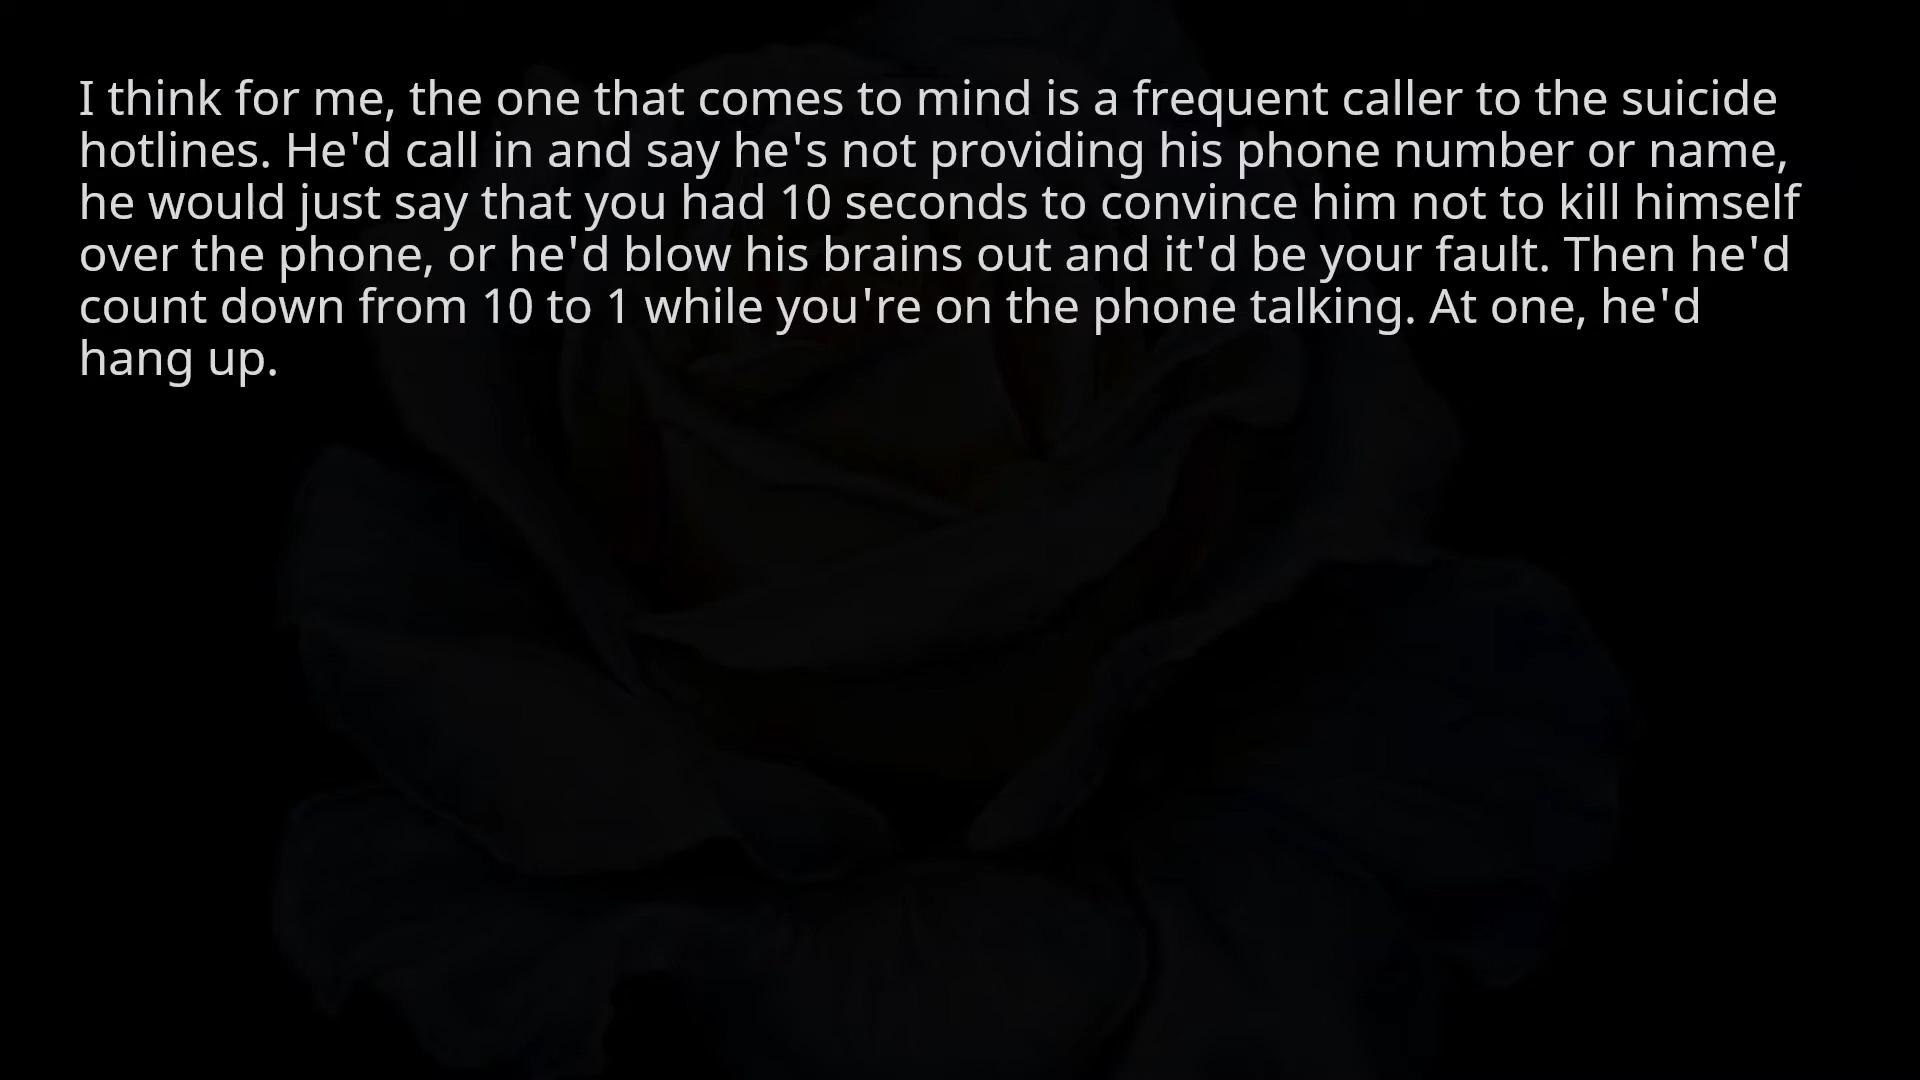 I think for me, the one that comes to mind is a frequent caller to the suicide
hotlines. He'd call in and say he's not providing his phone number or name,
he would just say that you had 10 seconds to convince him not to kill himself
over the phone, or he'd blow his brains out and it'd be your fault. Then he'd
count down from 10 to 1 while you're on the phone talking. At one, he'd
hang up.